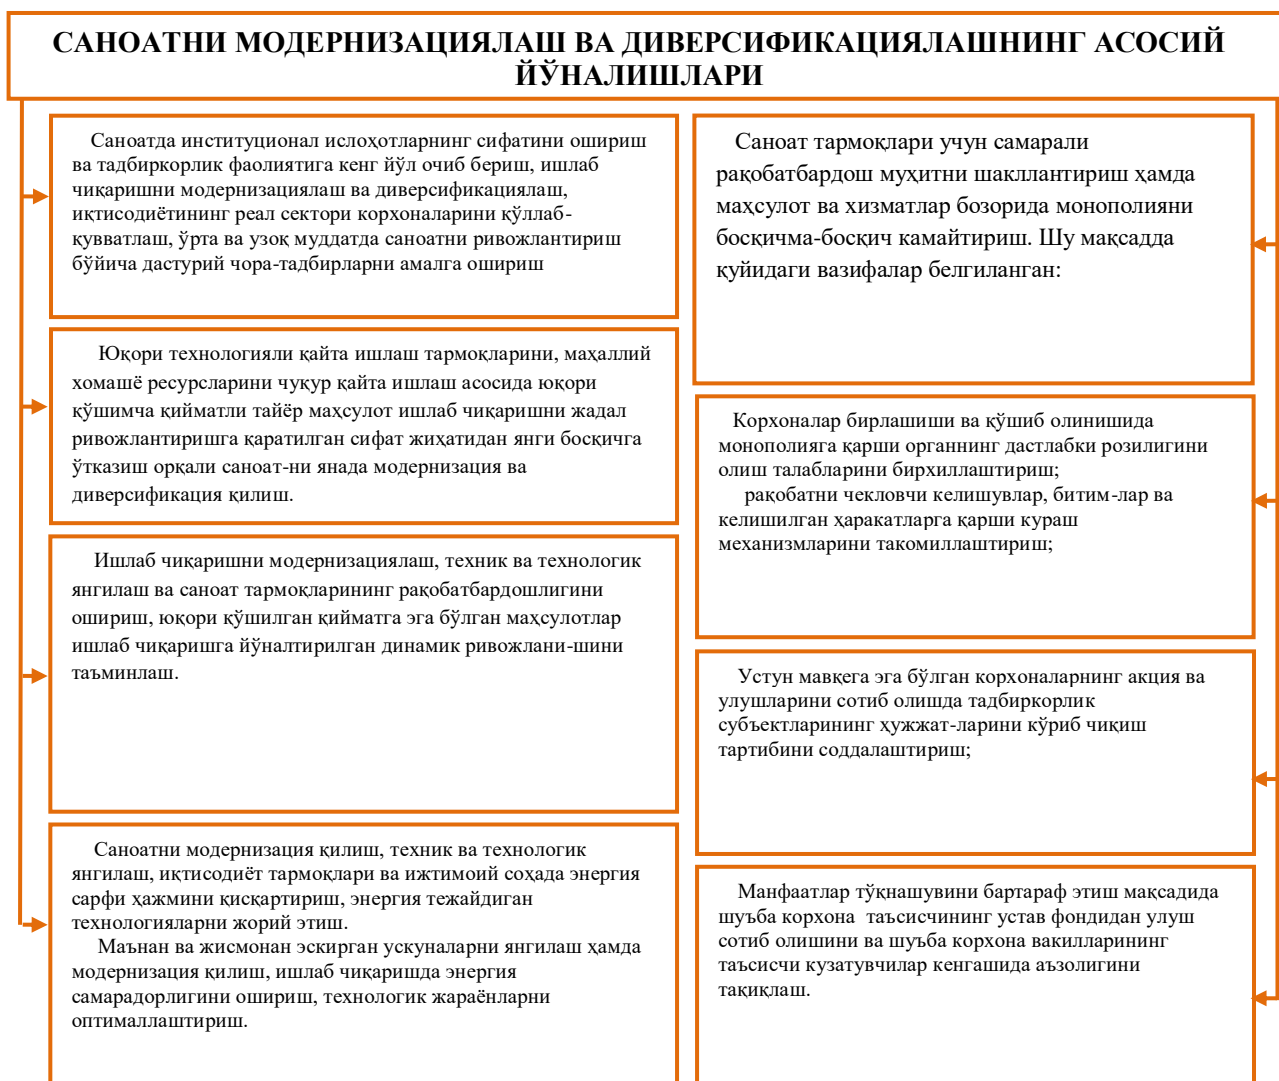 САНОАТНИ МОДЕРНИЗАЦИЯЛАШ ВА ДИВЕРСИФИКАЦИЯЛАШНИНГ АСОСИЙ
ЙЎНАЛИШЛАРИ
Саноатда институционал ислоҳотларнинг сифатини ошириш
ва тадбиркорлик фаолиятига кенг йўл очиб бериш, ишлаб
чиқаришни модернизациялаш ва диверсификациялаш,
иқтисодиётининг реал сектори корхоналарини қўллаб-
қувватлаш, ўрта ва узоқ муддатда саноатни ривожлантириш
бўйича дастурий чора-тадбирларни амалга ошириш
Юқори технологияли қайта ишлаш тармоқларини, маҳаллий
хомашё ресурсларини чуқур қайта ишлаш асосида юқори
қўшимча қийматли тайёр маҳсулот ишлаб чиқаришни жадал
ривожлантиришга қаратилган сифат жиҳатидан янги босқичга
ўтказиш орқали саноат-ни янада модернизация ва
диверсификация қилиш.
Ишлаб чиқаришни модернизациялаш, техник ва технологик
янгилаш ва саноат тармоқларининг рақобатбардошлигини
ошириш, юқори қўшилган қийматга эга бўлган маҳсулотлар
ишлаб чиқаришга йўналтирилган динамик ривожлани-шини
таъминлаш.
Саноатни модернизация қилиш, техник ва технологик
янгилаш, иқтисодиёт тармоқлари ва ижтимоий соҳада энергия
сарфи ҳажмини қисқартириш, энергия тежайдиган
технологияларни жорий этиш.
Маънан ва жисмонан эскирган ускуналарни янгилаш ҳамда
модернизация қилиш, ишлаб чиқаришда энергия
самарадорлигини ошириш, технологик жараёнларни
оптималлаштириш.
Саноат тармоқлари учун самарали
рақобатбардош муҳитни шакллантириш ҳамда
маҳсулот ва хизматлар бозорида монополияни
босқичма-босқич камайтириш. Шу мақсадда
қуйидаги вазифалар белгиланган:
Корхоналар бирлашиши ва қўшиб олинишида
монополияга қарши органнинг дастлабки розилигини
олиш талабларини бирхиллаштириш;
рақобатни чекловчи келишувлар, битим-лар ва
келишилган ҳаракатларга қарши кураш
механизмларини такомиллаштириш;
Устун мавқега эга бўлган корхоналарнинг акция ва
улушларини сотиб олишда тадбиркорлик
субъектларининг ҳужжат-ларини кўриб чиқиш
тартибини соддалаштириш;
Манфаатлар тўқнашувини бартараф этиш мақсадида
шуъба корхона таъсисчининг устав фондидан улуш
сотиб олишини ва шуъба корхона вакилларининг
таъсисчи кузатувчилар кенгашида аъзолигини
тақиқлаш.